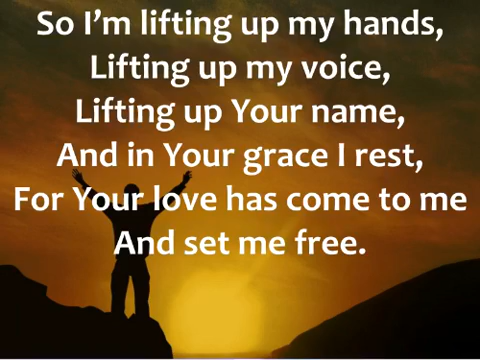 So I’m lifting up my hands,
Lifting up my voice,
Lifting up Your name,
And in Your grace I rest,
For Your love has come to me
And set me free.